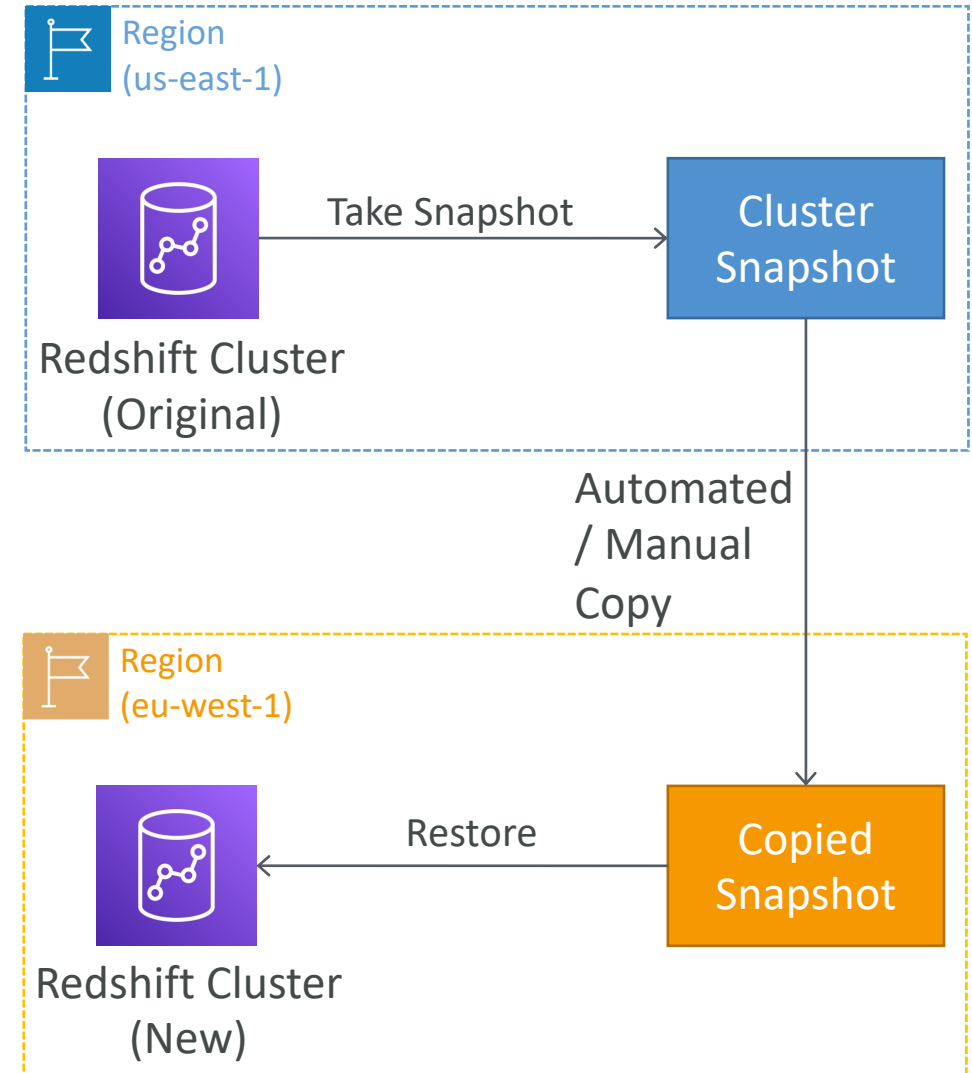 Region
(us-east-1)
Take Snapshot
Cluster
Snapshot
Redshift Cluster
(Original)
Automated
/ Manual
Copy
Region
(eu-west-1)
Restore
Copied
Snapshot
Redshift Cluster
(New)